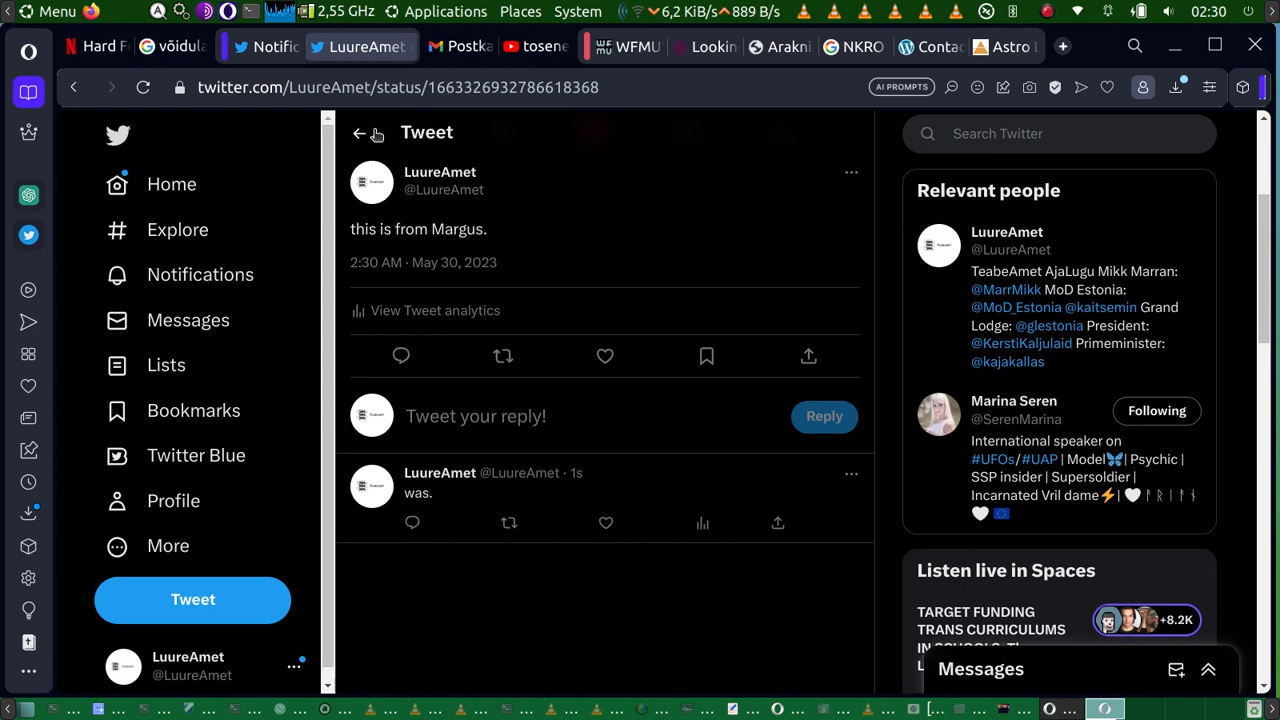 Menu
2,55 GHz
Applications
Places
System
6,2 KiB/s
889 B/s
02:30
Hard F
võidula
Notific
LuureAmet o
Postka
tosene
WFMU
Lookin
Arakni
NKRO
Contac
Astro L
twitter.com/LuureAmet/status/1663326932786618368
AI PROMPTS
Home
Explore
Notifications
Messages
Lists
Bookmarks
Twitter Blue
Profile
More
Tweet
LuureAmet
@LuureAmet
Tweet
LuureAmet
@LuureAmet
this is from Margus.
2:30 AM · May 30, 2023
View Tweet analytics
Tweet your reply!
Reply
LuureAmet @LuureAmet · 1s
was.
Search Twitter
Relevant people
LuureAmet
@LuureAmet
TeabeAmet AjaLugu Mikk Marran:
@MarrMikk MoD Estonia:
@MoD_Estonia @kaitsemin Grand
Lodge: @glestonia President:
@KerstiKaljulaid Primeminister:
@kajakallas
Marina Seren
@SerenMarina
Following
International speaker on
#UFOs/#UAP | Model🦋| Psychic |
SSP insider | Supersoldier |
Incarnated Vril dame⚡| 🤍 ᚨ ᚱ ᛁ ᚨ ᚾ
🤍 🇪🇺
Listen live in Spaces
TARGET FUNDING
TRANS CURRICULUMS
+8.2K
Messages